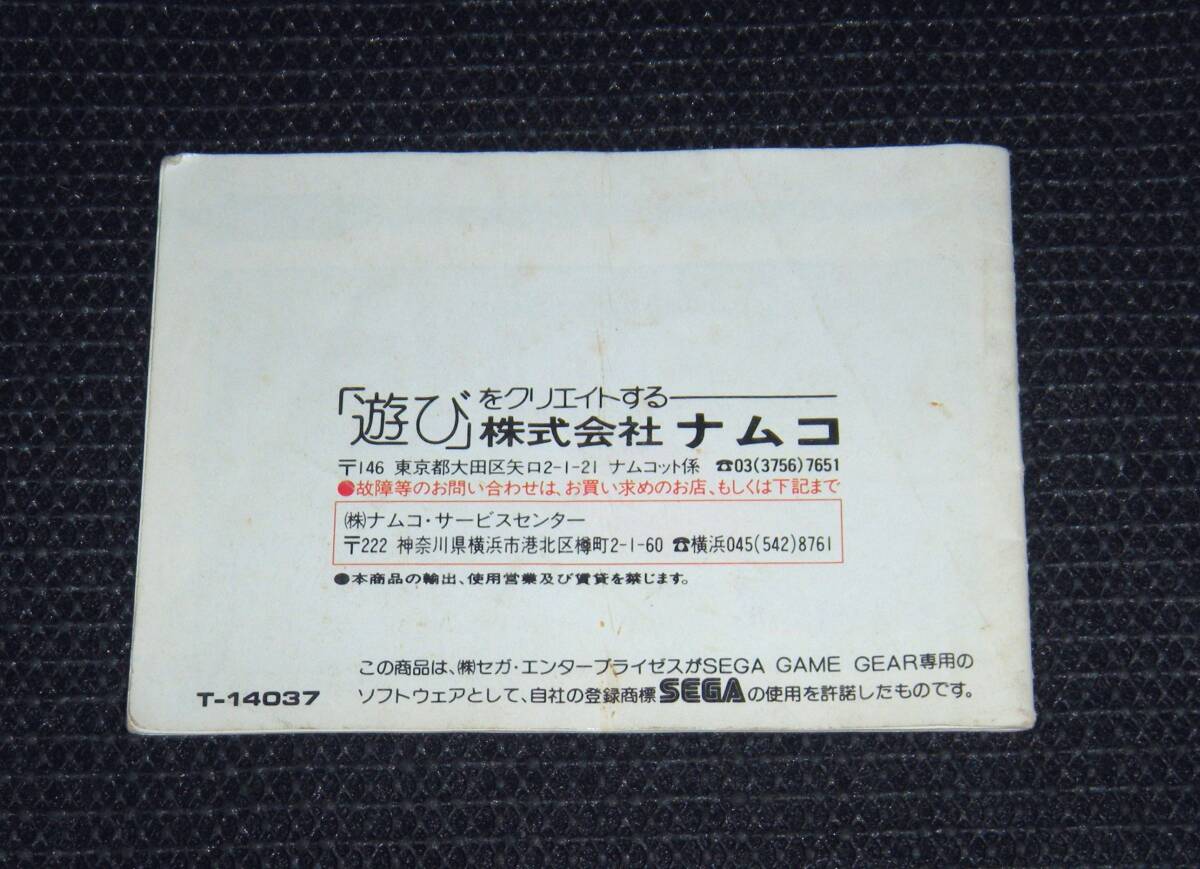 「遊び」をクリエイトする
株式会社 ナムコ
〒146 東京都大田区矢口2-1-21 ナムコット係 ☎03(3756)7651
●故障等のお問い合わせは、お買い求めのお店、もしくは下記まで
㈱ナムコ・サービスセンター
〒222 神奈川県横浜市港北区樽町2-1-60 ☎横浜045(542)8761
●本商品の輸出、使用営業及び賃貸を禁じます。
この商品は、㈱セガ・エンタープライゼスがSEGA GAME GEAR専用の
ソフトウェアとして、自社の登録商標SEGAの使用を許諾したものです。
T-14037